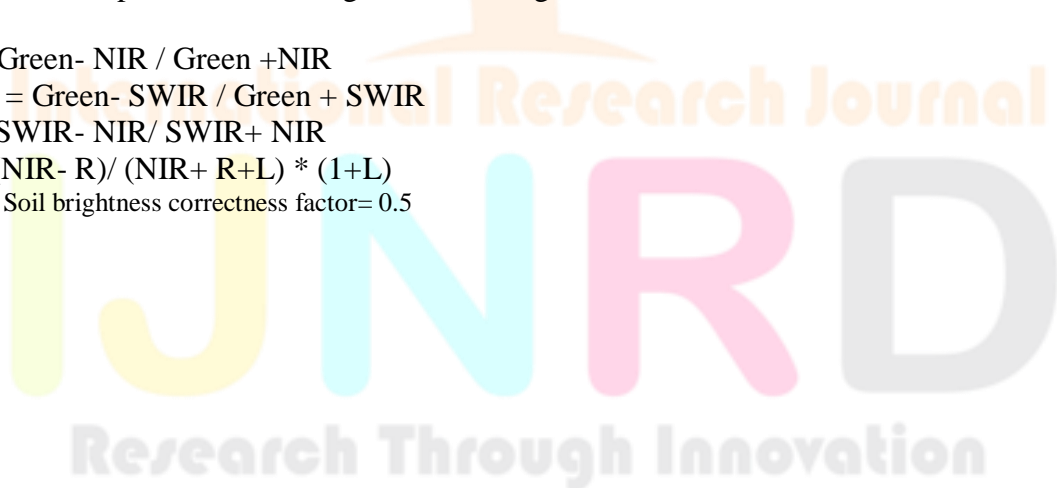 Green- NIR / Green +NIR
= Green- SWIR / Green + SWIR
International Research Journal
SWIR- NIR/ SWIR+ NIR
NIR- R)/ (NIR+ R+L) * (1+L)
Soil brightness correctness factor= 0.5
IJNRD
Research Through Innovation